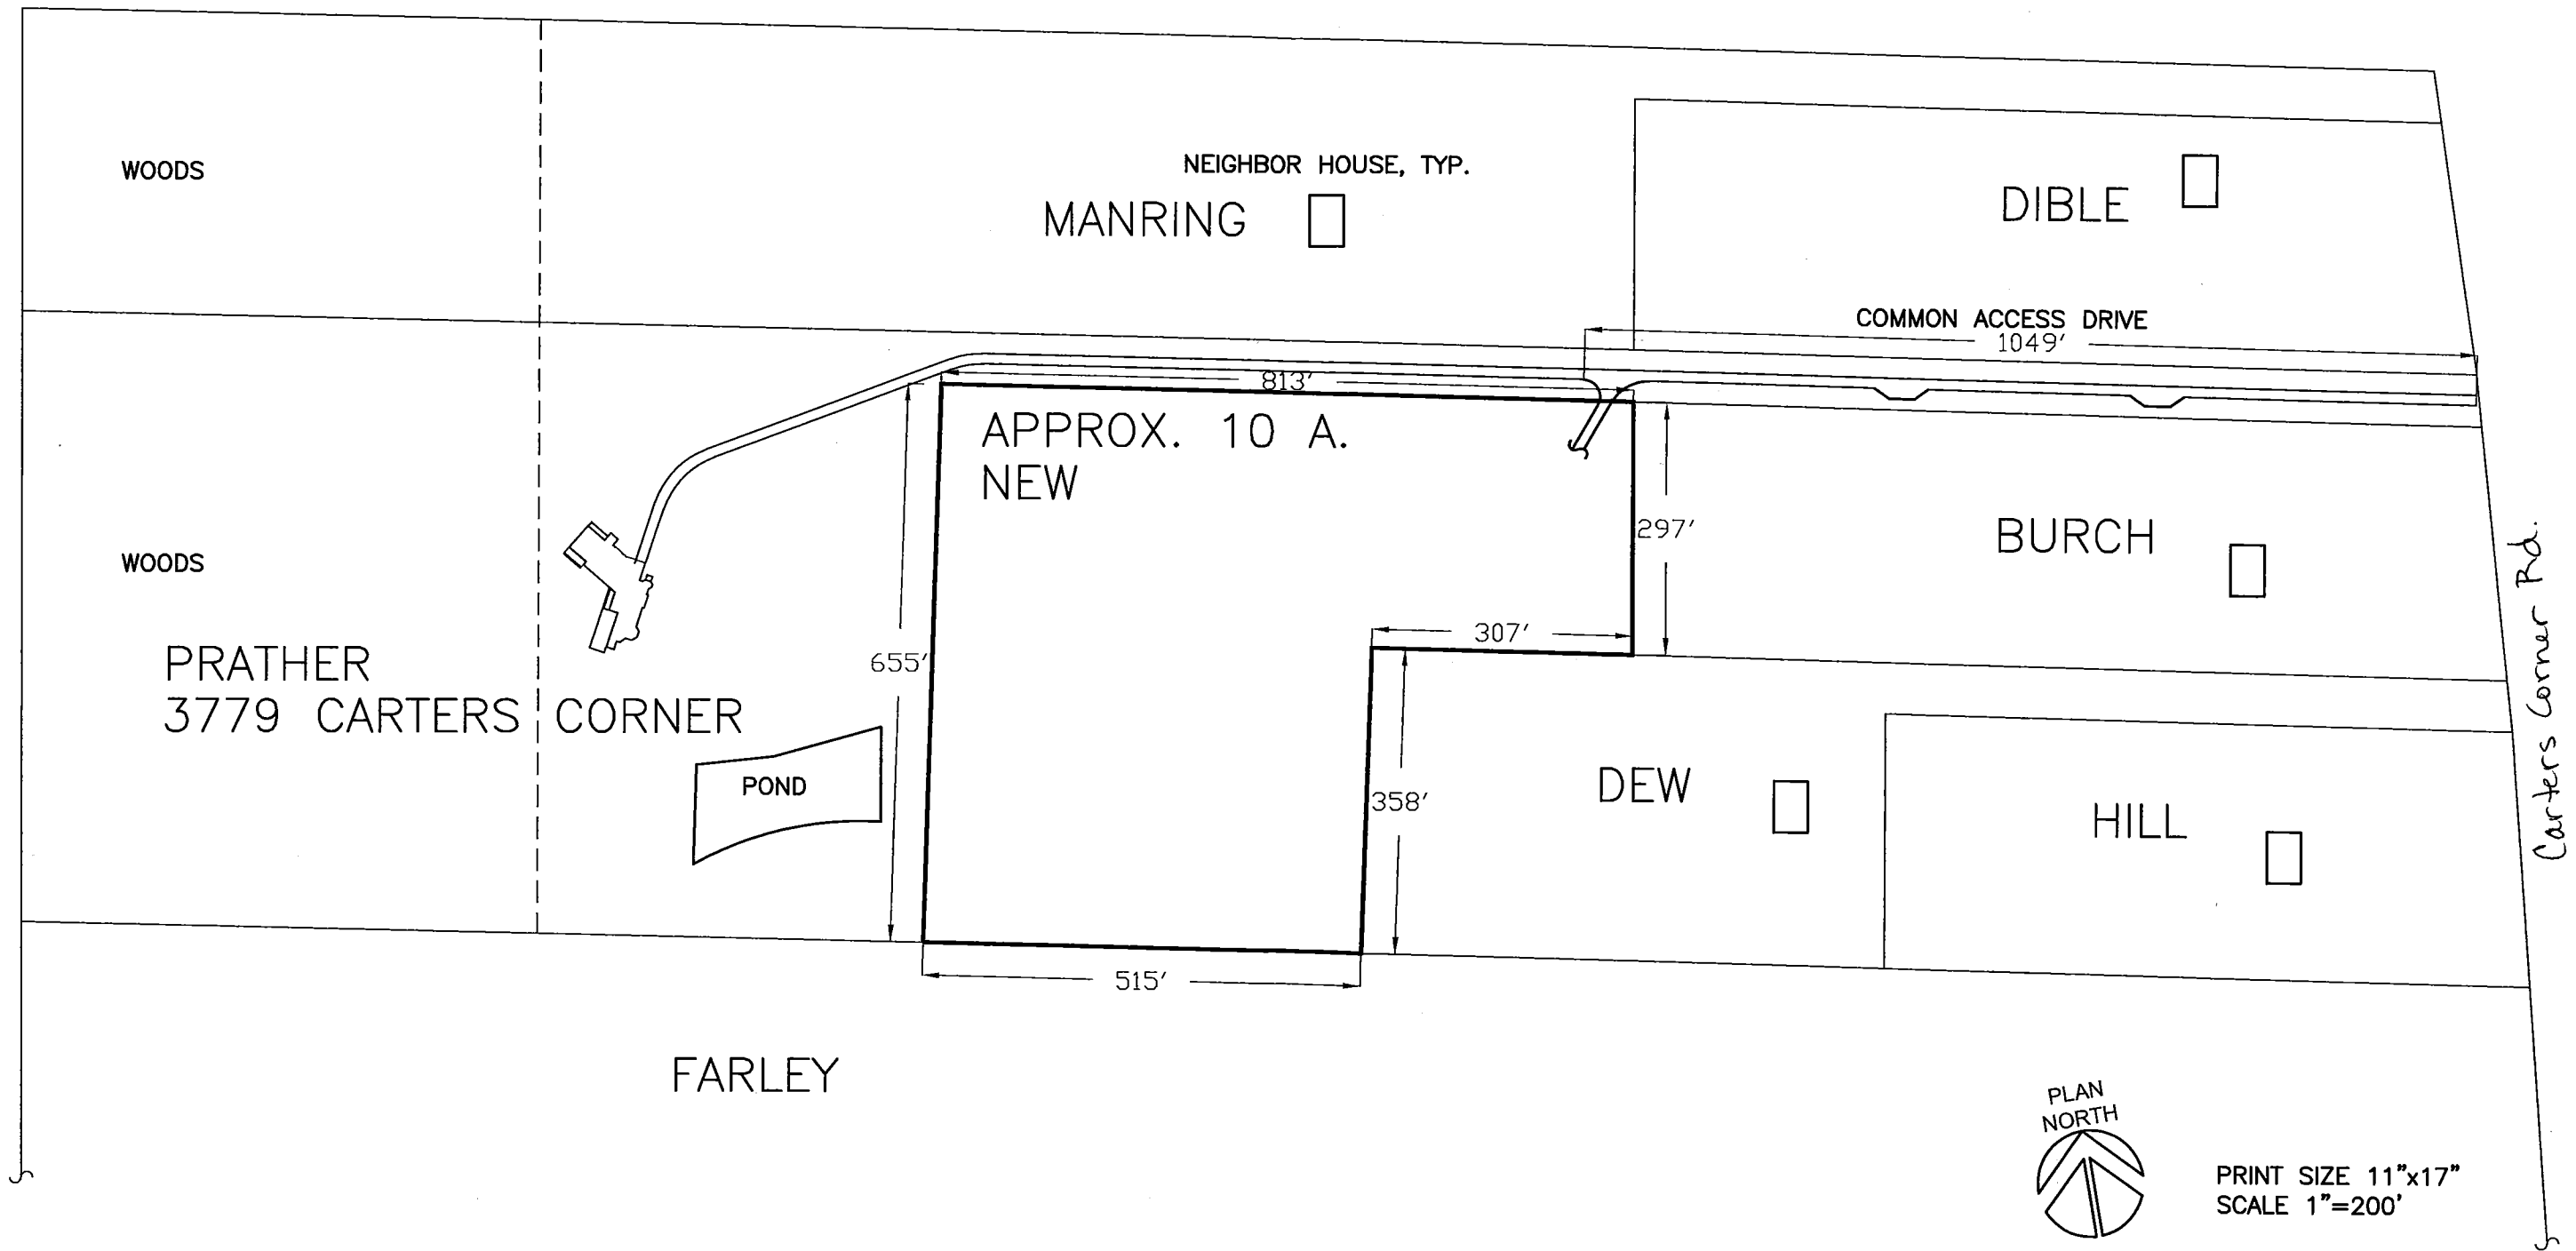 WOODS
NEIGHBOR HOUSE, TYP.
MANRING
DIBLE
COMMON ACCESS DRIVE
1049'
813'
APPROX. 10 A.
NEW
297'
BURCH
Carters Corner Rd.
WOODS
307'
655'
PRATHER
3779 CARTERS CORNER
POND
358'
DEW
HILL
515'
FARLEY
PLAN
NORTH
PRINT SIZE 11"x17"
SCALE 1"=200'